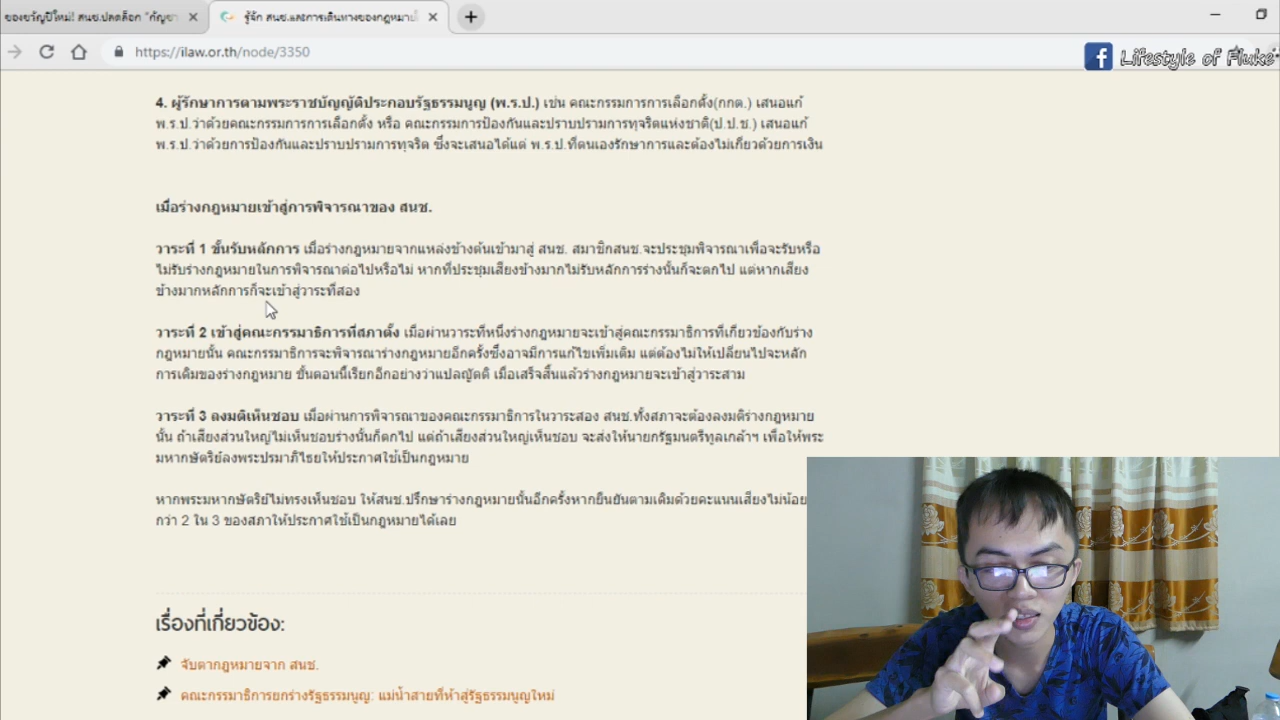 ของขวัญปีใหม่! สนช.ปลดล็อก "กัญชา
รู้จัก สนช.และการเดินทางของกฎหมาย
https://ilaw.or.th/node/3350
Lifestyle of Fluke
4. ผู้รักษาการตามพระราชบัญญัติประกอบรัฐธรรมนูญ (พ.ร.ป.) เช่น คณะกรรมการการเลือกตั้ง(กกต.) เสนอแก้
พ.ร.ป.ว่าด้วยคณะกรรมการการเลือกตั้ง หรือ คณะกรรมการป้องกันและปราบปรามการทุจริตแห่งชาติ(ป.ป.ช.) เสนอแก้
พ.ร.ป.ว่าด้วยการป้องกันและปราบปรามการทุจริต ซึ่งจะเสนอได้แต่ พ.ร.ป.ที่ตนเองรักษาการและต้องไม่เกี่ยวด้วยการเงิน
เมื่อร่างกฎหมายเข้าสู่การพิจารณาของ สนช.
วาระที่ 1 ขั้นรับหลักการ เมื่อร่างกฎหมายจากแหล่งข้างต้นเข้ามาสู่ สนช. สมาชิกสนช.จะประชุมพิจารณาเพื่อจะรับหรือ
ไม่รับร่างกฎหมายในการพิจารณาต่อไปหรือไม่ หากที่ประชุมเสียงข้างมากไม่รับหลักการร่างนั้นก็จะตกไป แต่หากเสียง
ข้างมากหลักการก็จะเข้าสู่วาระที่สอง
วาระที่ 2 เข้าสู่คณะกรรมาธิการที่สภาตั้ง เมื่อผ่านวาระที่หนึ่งร่างกฎหมายจะเข้าสู่คณะกรรมาธิการที่เกี่ยวข้องกับร่าง
กฎหมายนั้น คณะกรรมาธิการจะพิจารณาร่างกฎหมายอีกครั้งซึ่งอาจมีการแก้ไขเพิ่มเติม แต่ต้องไม่ให้เปลี่ยนไปจะหลัก
การเดิมของร่างกฎหมาย ขั้นตอนนี้เรียกอีกอย่างว่าแปลญัตติ เมื่อเสร็จสิ้นแล้วร่างกฎหมายจะเข้าสู่วาระสาม
วาระที่ 3 ลงมติเห็นชอบ เมื่อผ่านการพิจารณาของคณะกรรมาธิการในวาระสอง สนช.ทั้งสภาจะต้องลงมติร่างกฎหมาย
นั้น ถ้าเสียงส่วนใหญ่ไม่เห็นชอบร่างนั้นก็ตกไป แต่ถ้าเสียงส่วนใหญ่เห็นชอบ จะส่งให้นายกรัฐมนตรีทูลเกล้าฯ เพื่อให้พระ
มหากษัตริย์ลงพระปรมาภิไธยให้ประกาศใช้เป็นกฎหมาย
หากพระมหากษัตริย์ไม่ทรงเห็นชอบ ให้สนช.ปรึกษาร่างกฎหมายนั้นอีกครั้งหากยืนยันตามเดิมด้วยคะแนนเสียงไม่น้อย
กว่า 2 ใน 3 ของสภาให้ประกาศใช้เป็นกฎหมายได้เลย
เรื่องที่เกี่ยวข้อง:
จับตากฎหมายจาก สนช.
คณะกรรมาธิการยกร่างรัฐธรรมนูญ: แม่น้ำสายที่ห้าสู่รัฐธรรมนูญใหม่